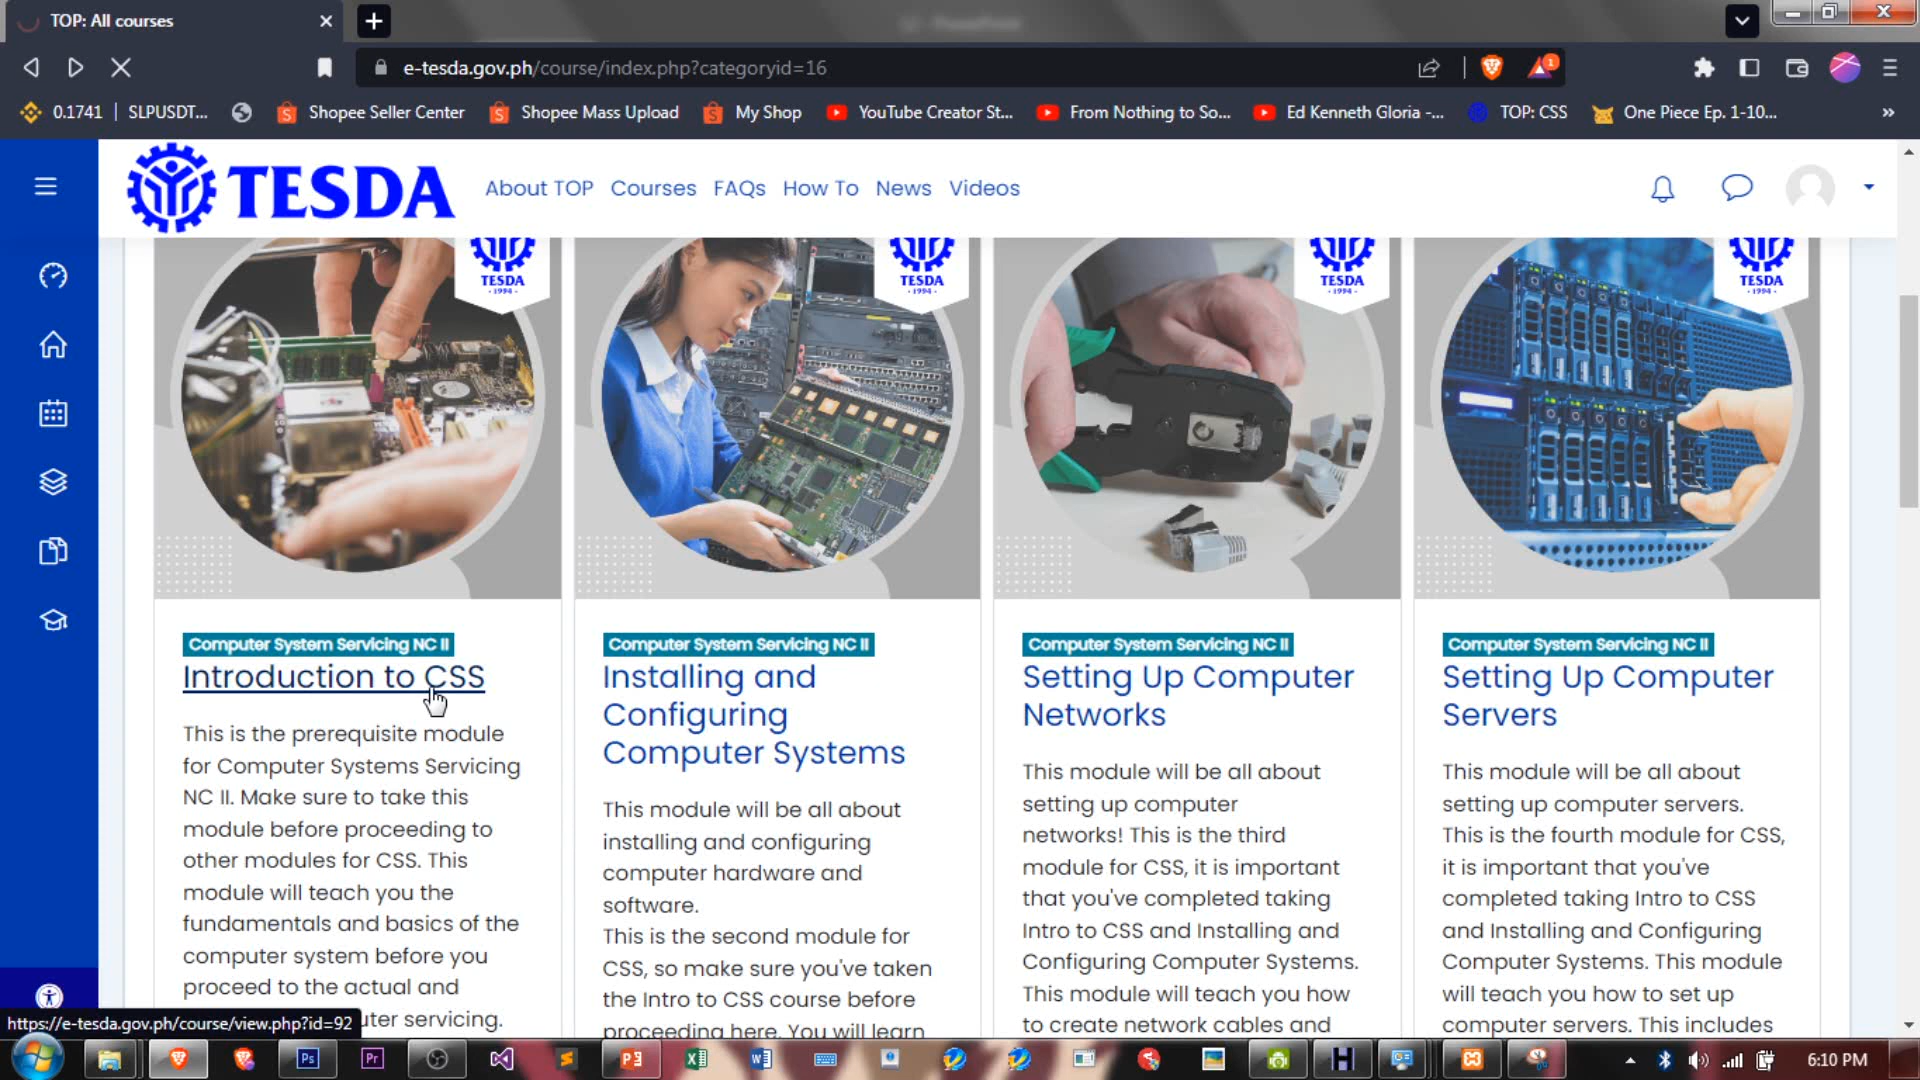 TOP: All courses
e-tesda.gov.ph/course/index.php?categoryid=16
1
0.1741
SLPUSDT...
Shopee Seller Center
Shopee Mass Upload
My Shop
YouTube Creator St...
From Nothing to So...
Ed Kenneth Gloria -...
TOP: CSS
One Piece Ep. 1-10...
TESDA
About TOP
Courses
FAQs
How To
News
Videos
TESDA
· 1994 ·
TESDA
· 1994 ·
TESDA
· 1994 ·
TESDA
· 1994 ·
Computer System Servicing NC II
Introduction to CSS
This is the prerequisite module
for Computer Systems Servicing
NC II. Make sure to take this
module before proceeding to
other modules for CSS. This
module will teach you the
fundamentals and basics of the
computer system before you
proceed to the actual and
uter servicing.
Computer System Servicing NC II
Installing and
Configuring
Computer Systems
This module will be all about
installing and configuring
computer hardware and
software.
This is the second module for
CSS, so make sure you've taken
the Intro to CSS course before
proceeding here. You will learn
Computer System Servicing NC II
Setting Up Computer
Networks
This module will be all about
setting up computer
networks! This is the third
module for CSS, it is important
that you've completed taking
Intro to CSS and Installing and
Configuring Computer Systems.
This module will teach you how
to create network cables and
Computer System Servicing NC II
Setting Up Computer
Servers
This module will be all about
setting up computer servers.
This is the fourth module for CSS,
it is important that you've
completed taking Intro to CSS
and Installing and Configuring
Computer Systems. This module
will teach you how to set up
computer servers. This includes
https://e-tesda.gov.ph/course/view.php?id=92
Ps
Pr
6:10 PM